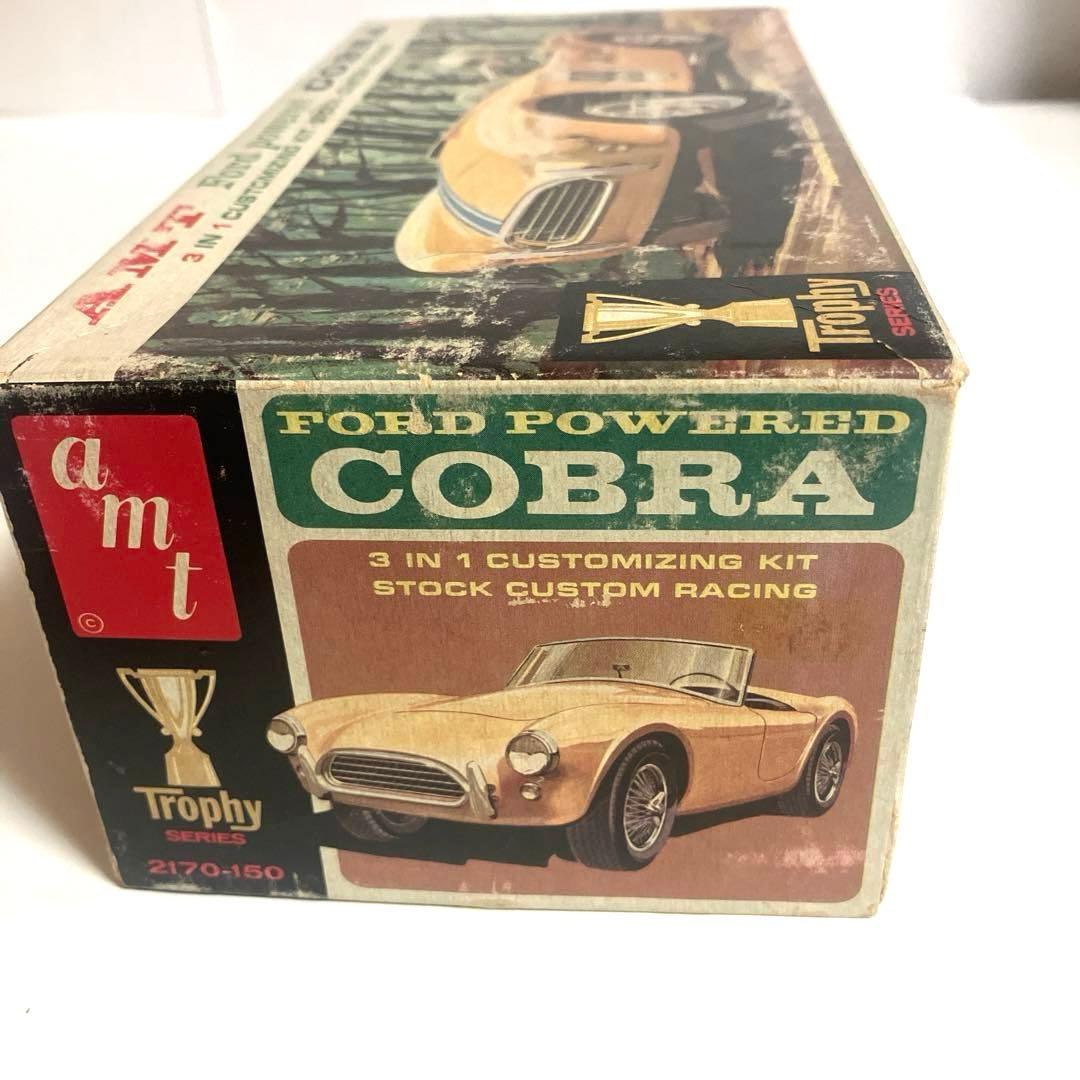 AMT Ford powered COBRA
3 IN 1 CUSTOMIZING KIT
Trophy
SERIES
a
m
t
©
FORD POWERED
COBRA
3 IN 1 CUSTOMIZING KIT
STOCK CUSTOM RACING
Trophy
SERIES
2170-150